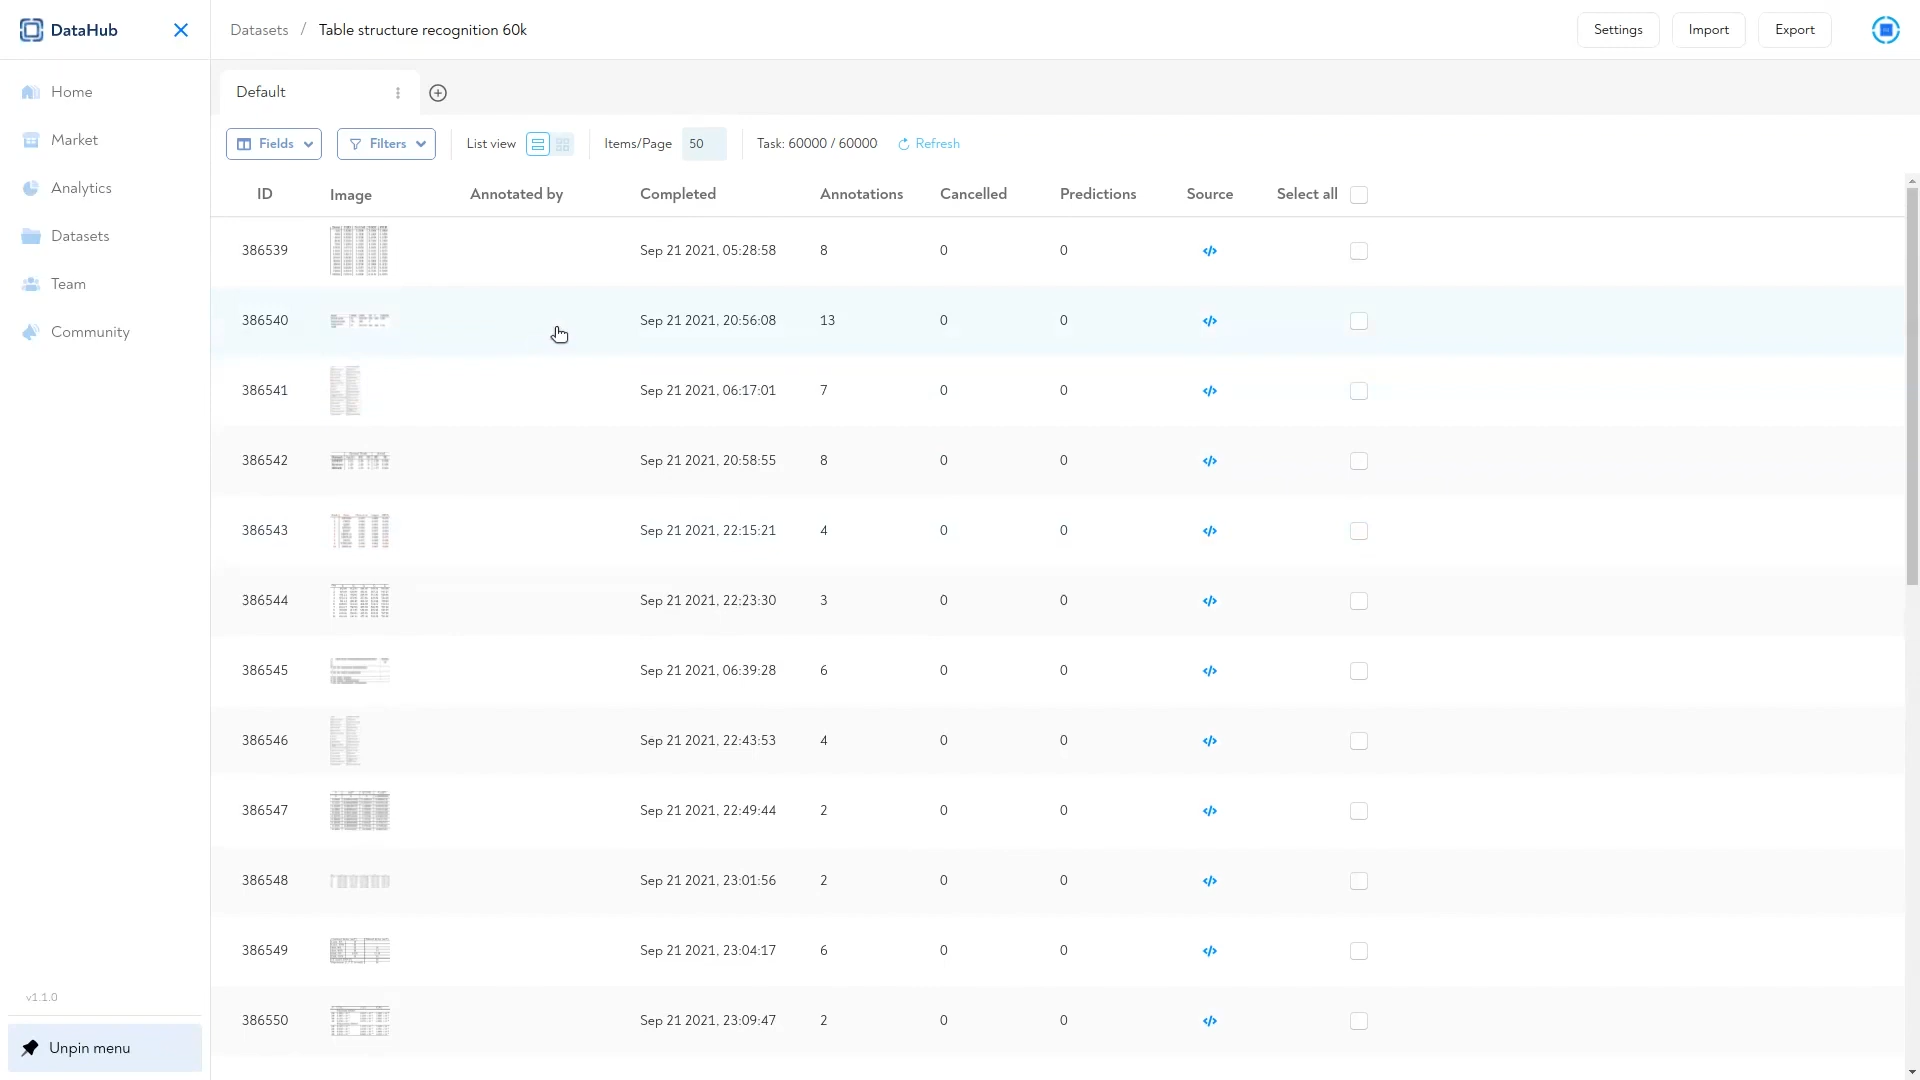 DataHub
Datasets / Table structure recognition 60k
Settings
Import
Export
Home
Market
Analytics
Datasets
Team
Community
v1.1.0
Unpin menu
Default
Fields
Filters
List view
Items/Page 50
Task: 60000 / 60000
Refresh
ID Image Annotated by Completed Annotations Cancelled Predictions Source Select all
386539 Sep 21 2021, 05:28:58 8 0 0 </>
386540 Sep 21 2021, 20:56:08 13 0 0 </>
386541 Sep 21 2021, 06:17:01 7 0 0 </>
386542 Sep 21 2021, 20:58:55 8 0 0 </>
386543 Sep 21 2021, 22:15:21 4 0 0 </>
386544 Sep 21 2021, 22:23:30 3 0 0 </>
386545 Sep 21 2021, 06:39:28 6 0 0 </>
386546 Sep 21 2021, 22:43:53 4 0 0 </>
386547 Sep 21 2021, 22:49:44 2 0 0 </>
386548 Sep 21 2021, 23:01:56 2 0 0 </>
386549 Sep 21 2021, 23:04:17 6 0 0 </>
386550 Sep 21 2021, 23:09:47 2 0 0 </>